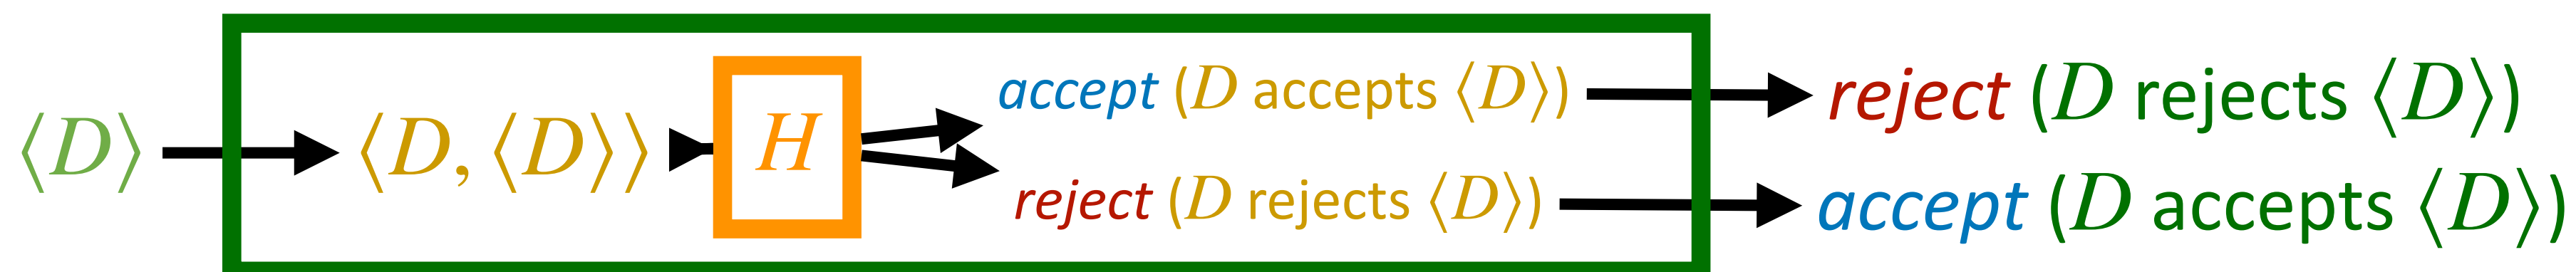 ⟨D⟩
⟨D, ⟨D⟩⟩
H
accept (D accepts ⟨D⟩)
reject (D rejects ⟨D⟩)
reject (D rejects ⟨D⟩)
accept (D accepts ⟨D⟩)